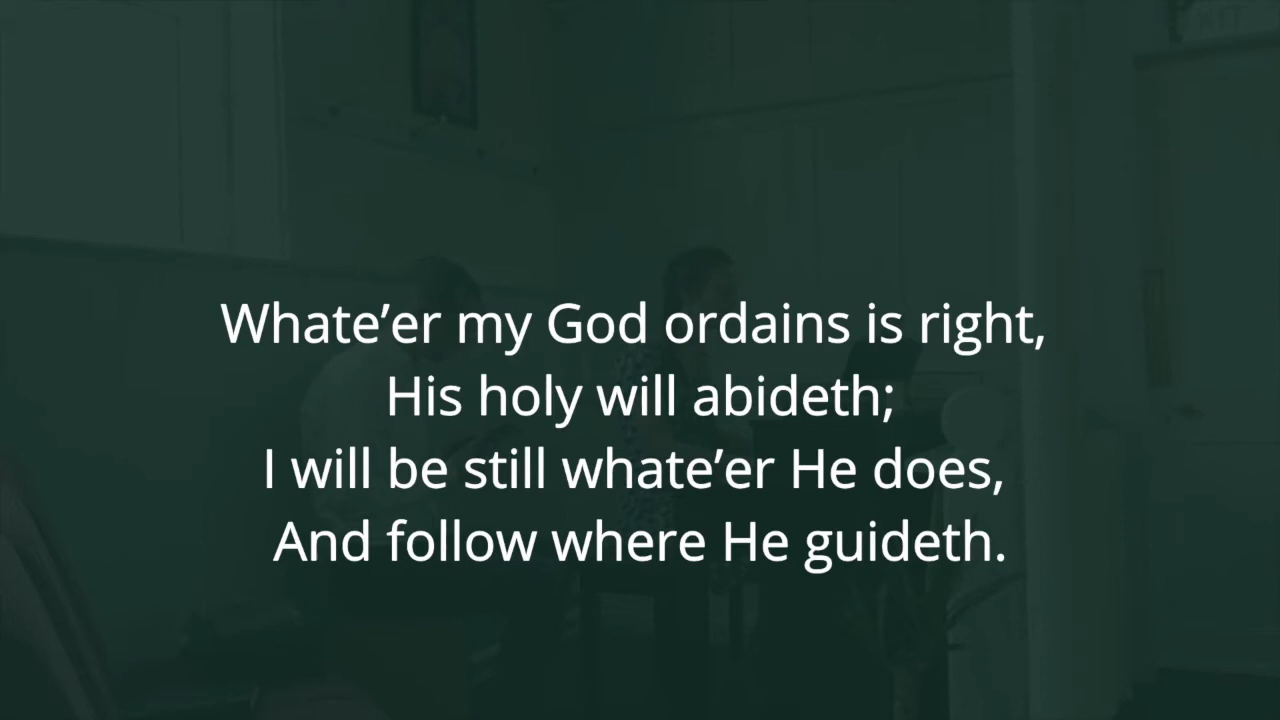 Whate’er my God ordains is right,
His holy will abideth;
I will be still whate’er He does,
And follow where He guideth.